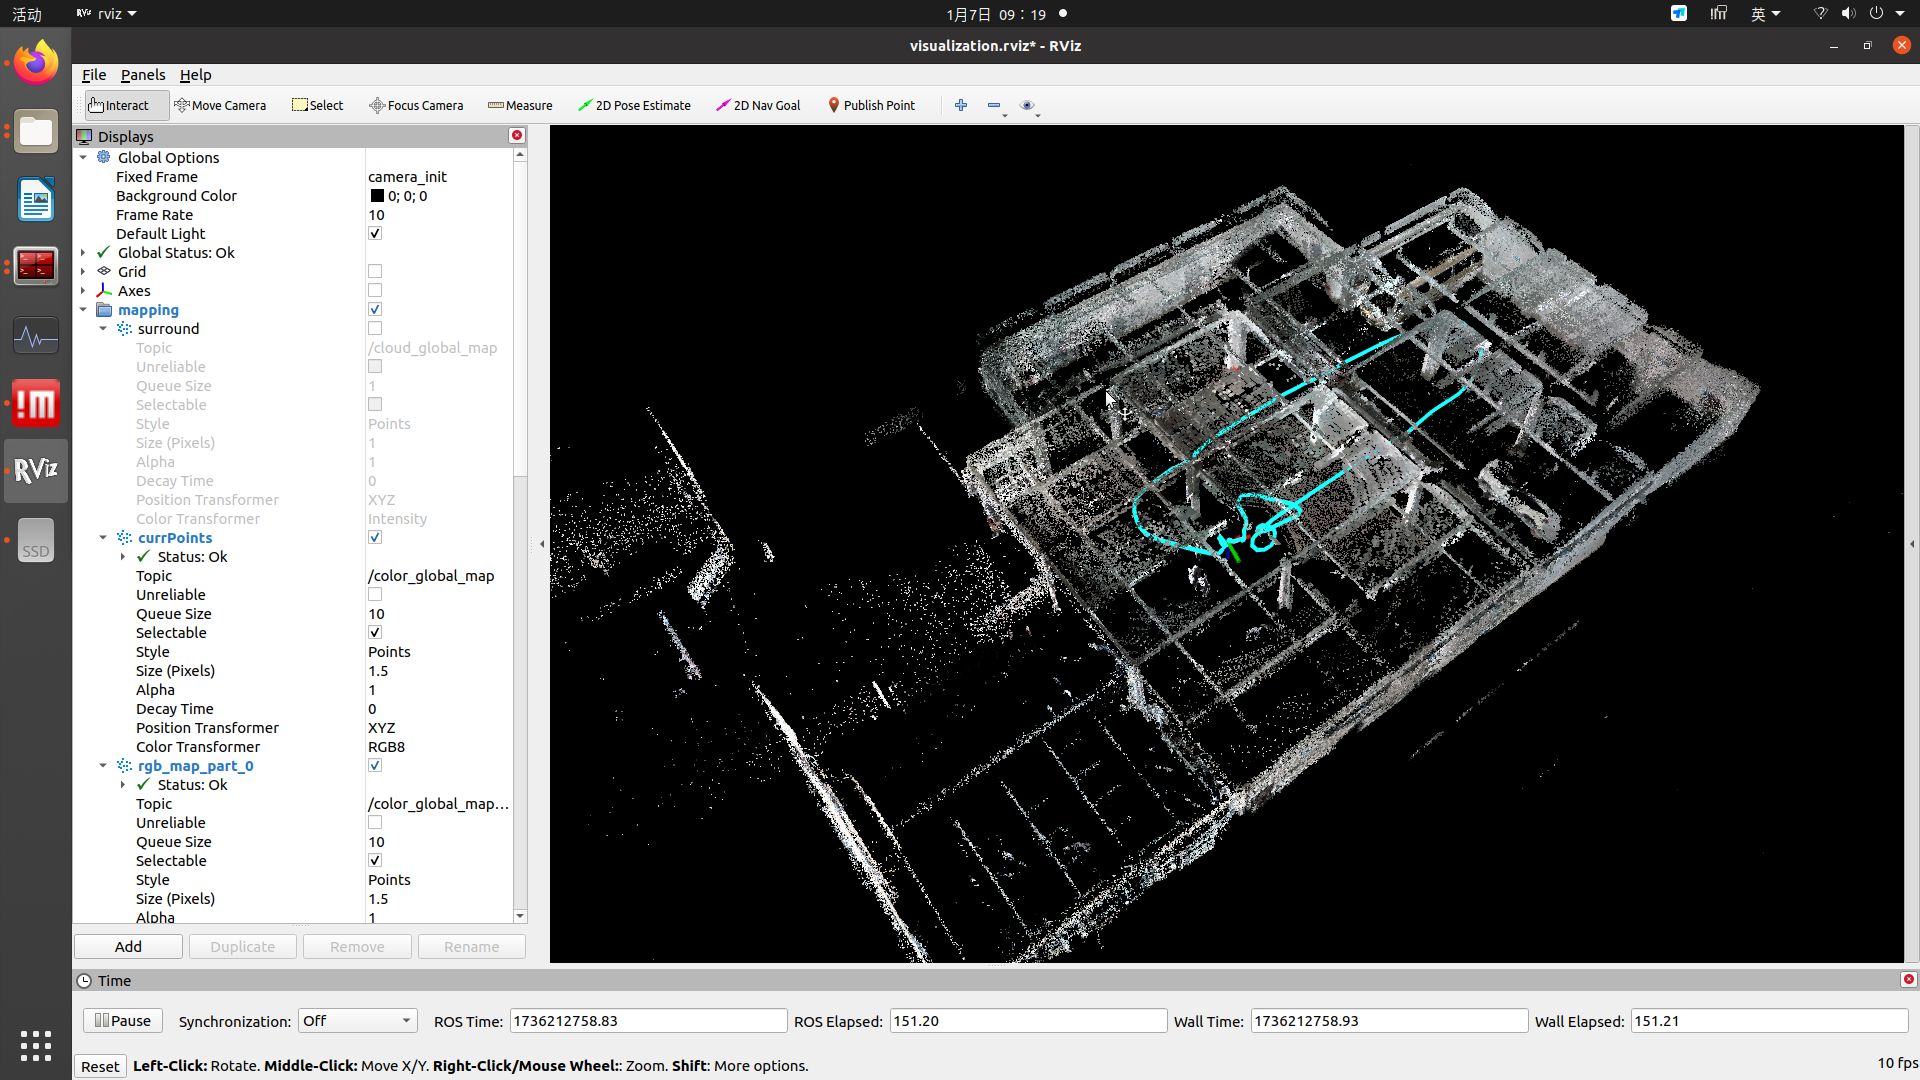 活动 RViz rviz 1月7日 09：19 英
visualization.rviz* - RViz
File Panels Help
Interact Move Camera Select Focus Camera Measure 2D Pose Estimate 2D Nav Goal Publish Point
Displays
Global Options
Fixed Frame camera_init
Background Color 0; 0; 0
Frame Rate 10
Default Light
Global Status: Ok
Grid
Axes
mapping
surround
Topic /cloud_global_map
Unreliable
Queue Size 1
Selectable
Style Points
Size (Pixels) 1
Alpha 1
Decay Time 0
Position Transformer XYZ
Color Transformer Intensity
currPoints
Status: Ok
Topic /color_global_map
Unreliable
Queue Size 10
Selectable
Style Points
Size (Pixels) 1.5
Alpha 1
Decay Time 0
Position Transformer XYZ
Color Transformer RGB8
rgb_map_part_0
Status: Ok
Topic /color_global_map…
Unreliable
Queue Size 10
Selectable
Style Points
Size (Pixels) 1.5
Alpha 1
Add Duplicate Remove Rename
!m
RViz
SSD
Time
Pause Synchronization: Off ROS Time: 1736212758.83 ROS Elapsed: 151.20 Wall Time: 1736212758.93 Wall Elapsed: 151.21
Reset Left-Click: Rotate. Middle-Click: Move X/Y. Right-Click/Mouse Wheel:: Zoom. Shift: More options. 10 fps